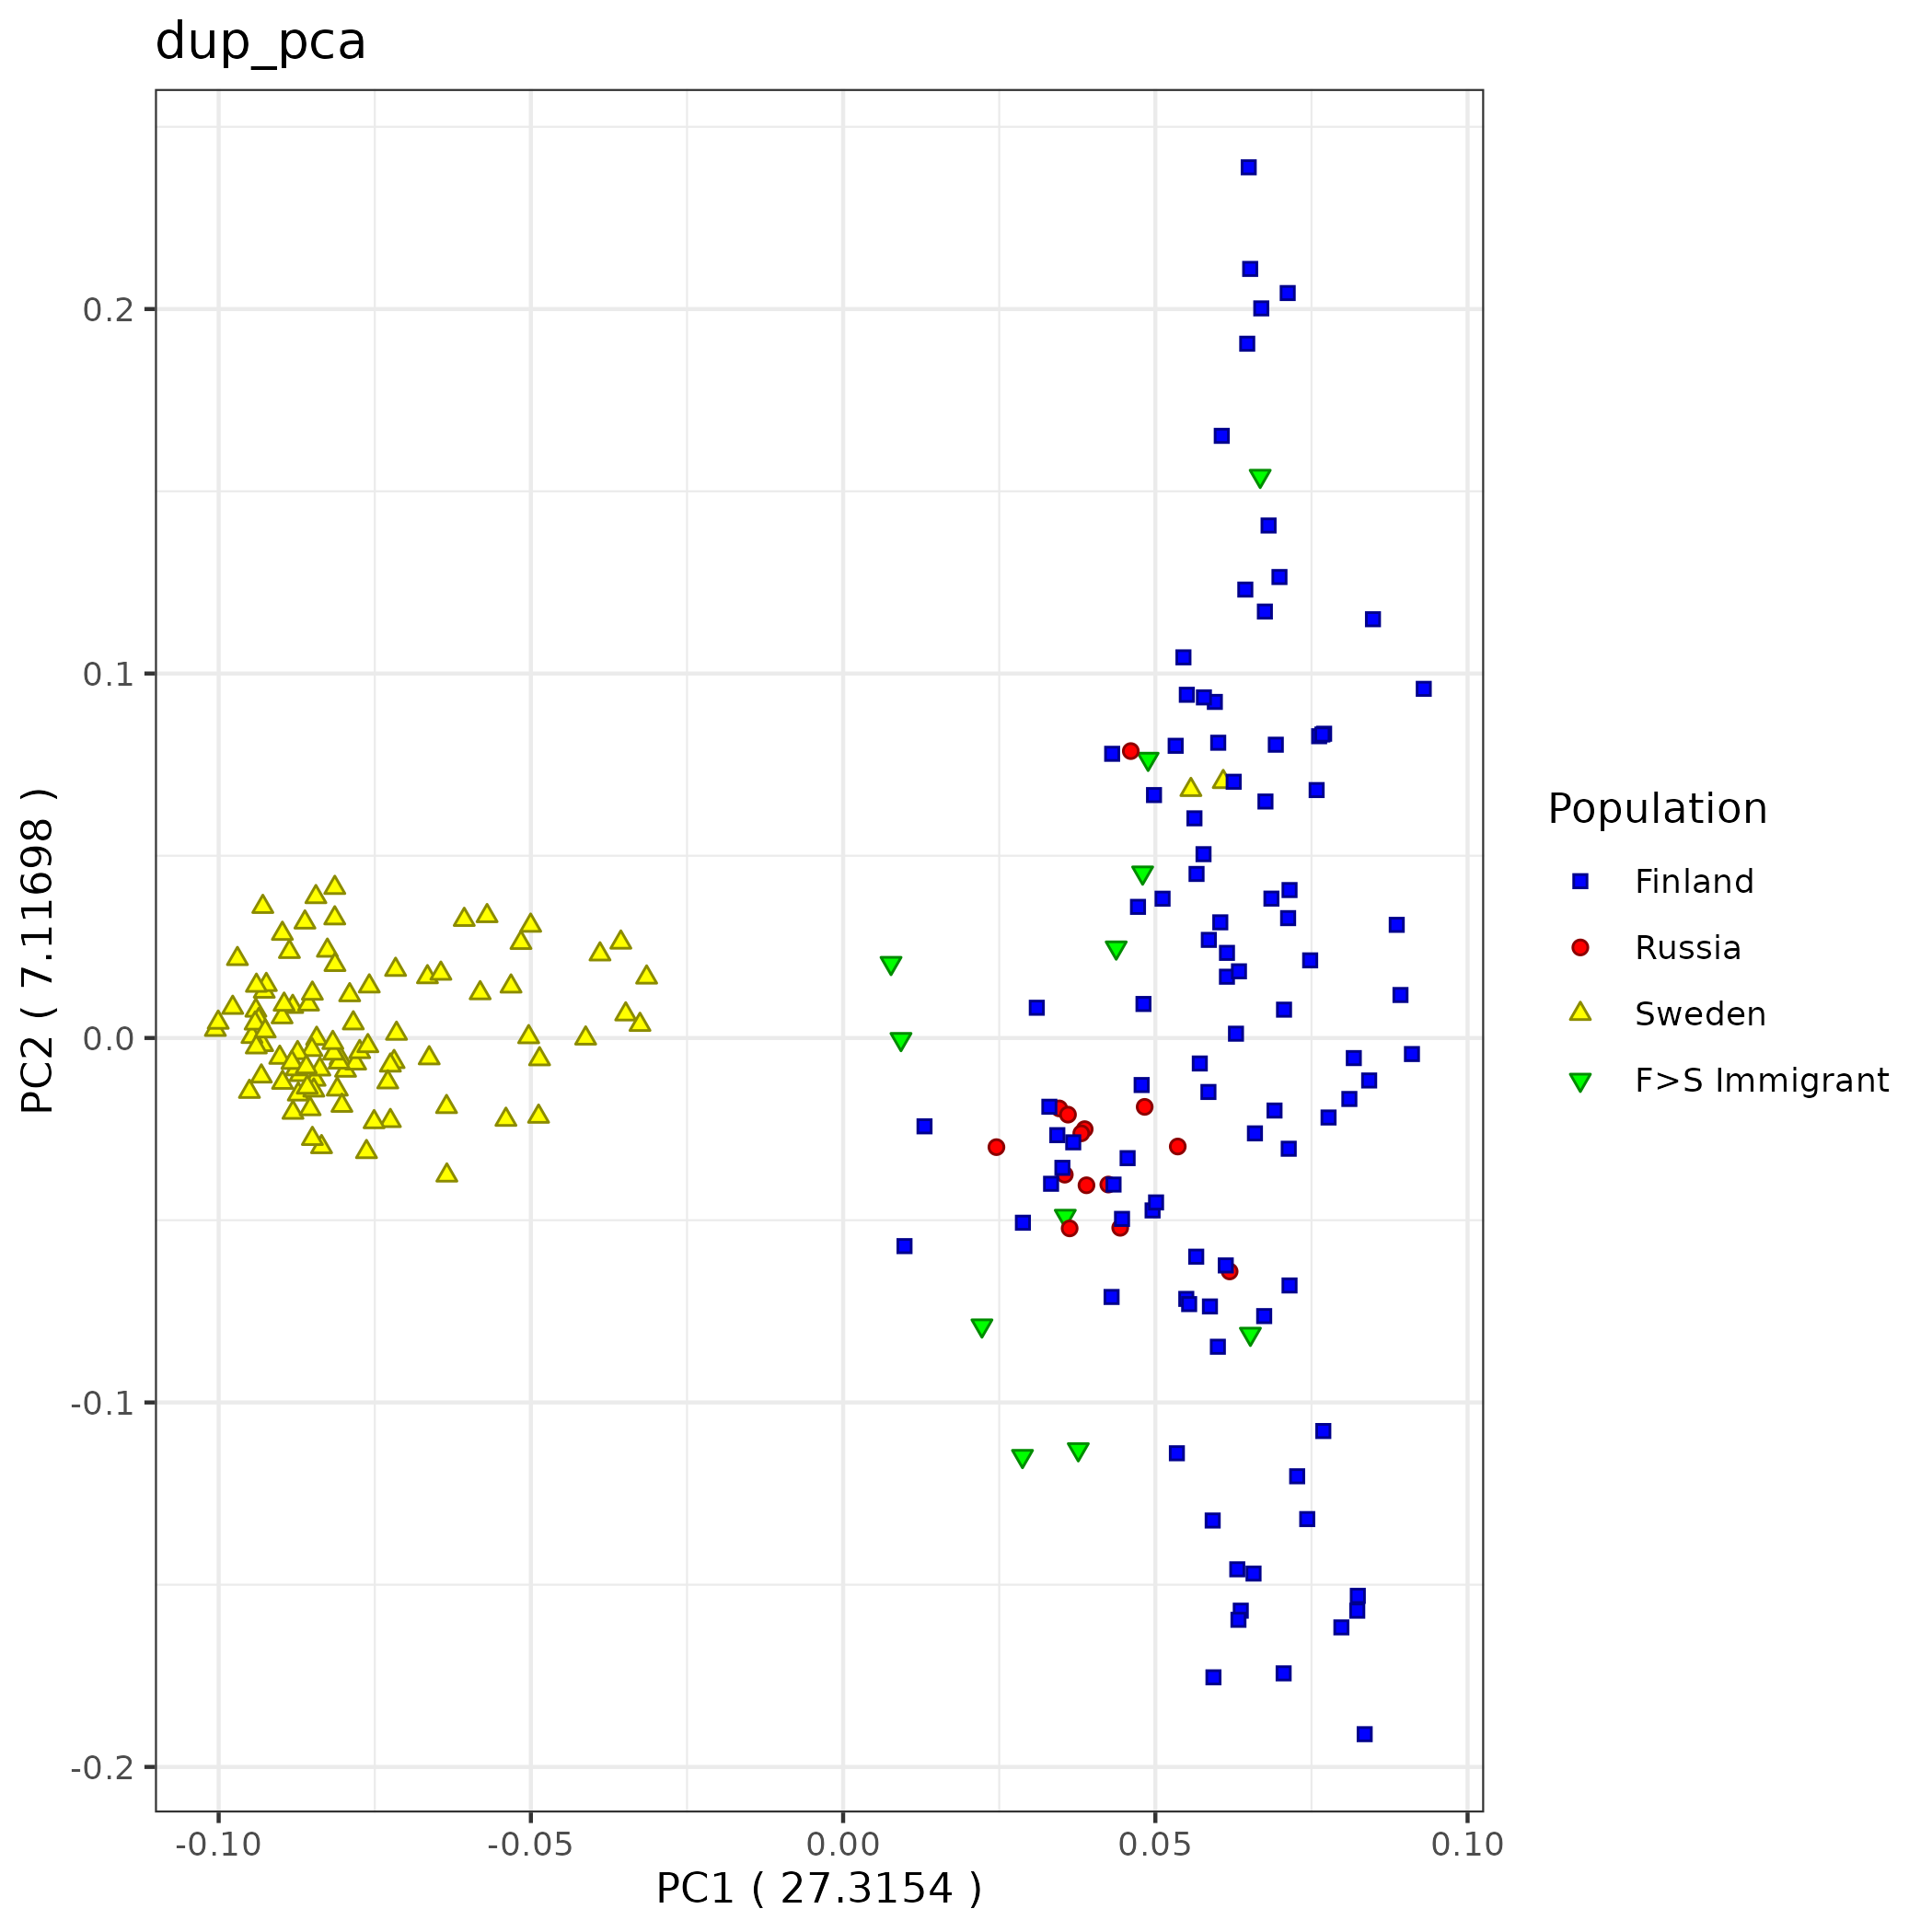 dup_pca
PC2 ( 7.11698 )
0.2
0.1
0.0
-0.1
-0.2
-0.10
-0.05
0.00
0.05
0.10
PC1 ( 27.3154 )
Population
Finland
Russia
Sweden
F>S Immigrant